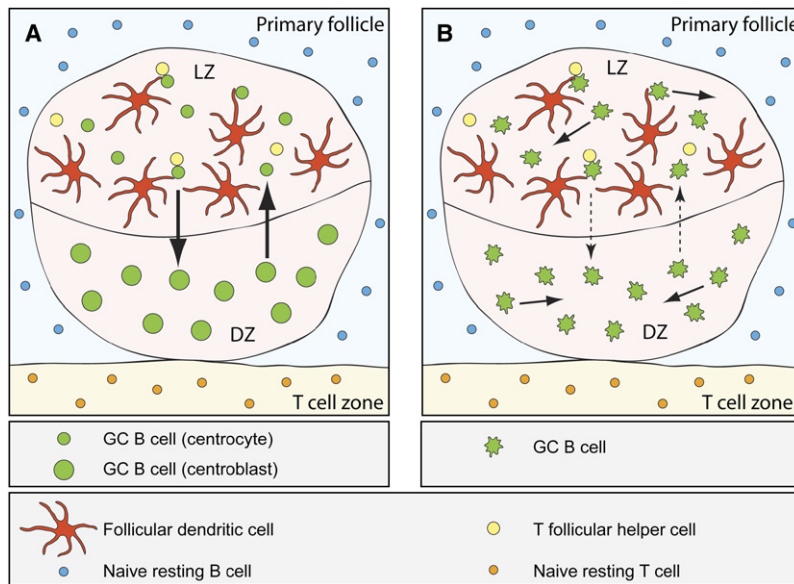 A
Primary follicle
LZ
DZ
T cell zone
B
Primary follicle
LZ
DZ
T cell zone
GC B cell (centrocyte)
GC B cell (centroblast)
GC B cell
Follicular dendritic cell
Naive resting B cell
T follicular helper cell
Naive resting T cell